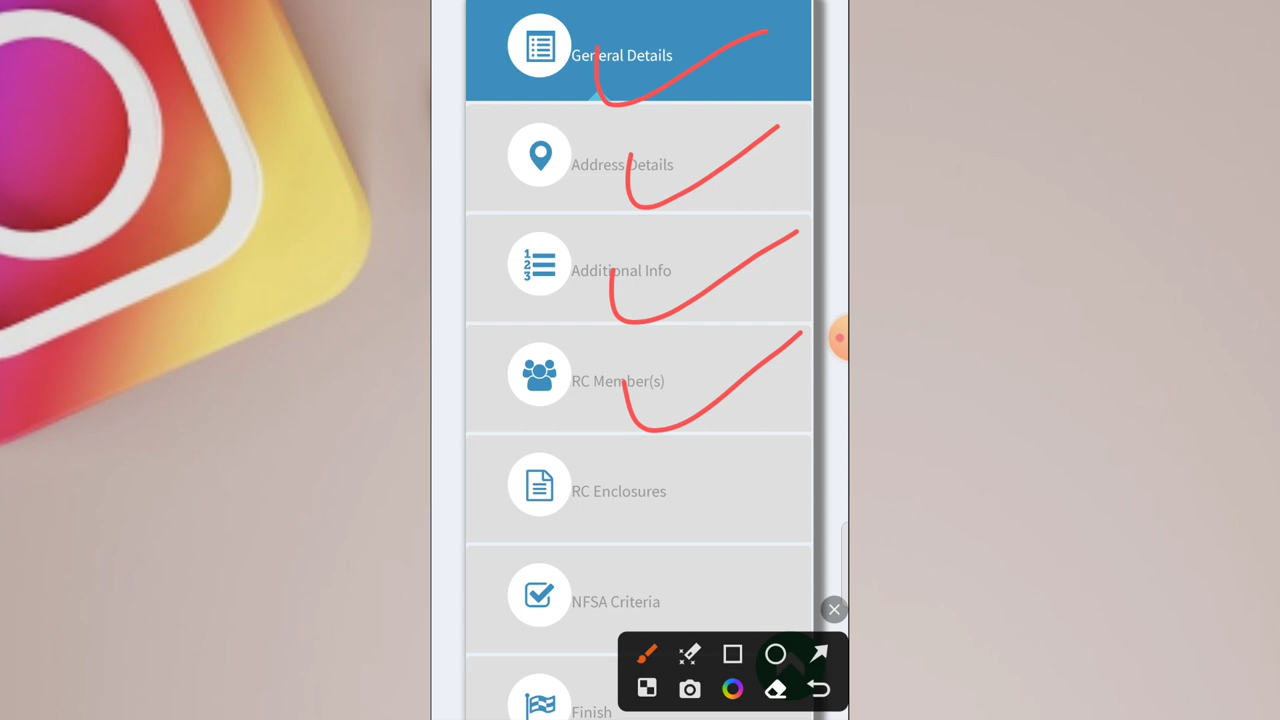 General Details
Address Details
Additional Info
RC Member(s)
RC Enclosures
NFSA Criteria
Finish